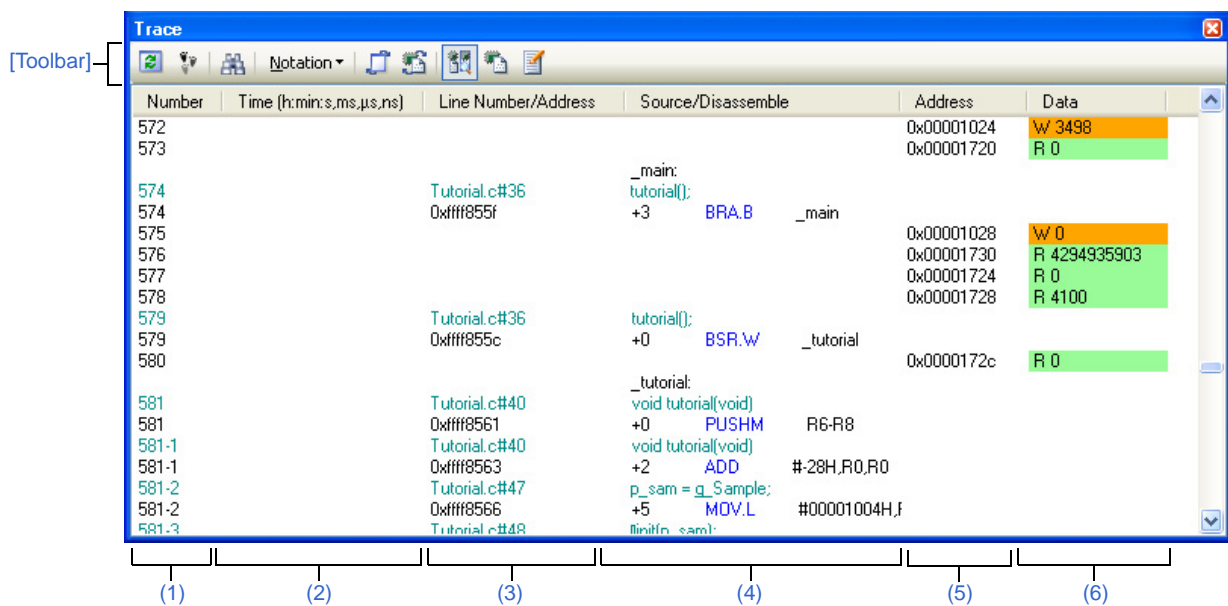 Trace
[Toolbar]
Notation
Number Time (h:min:s,ms,µs,ns) Line Number/Address Source/Disassemble Address Data
572 0x00001024 W 3498
573 0x00001720 R 0
_main:
574 Tutorial.c#36 tutorial();
574 0xffff855f +3 BRA.B _main
575 0x00001028 W 0
576 0x00001730 R 4294935903
577 0x00001724 R 0
578 0x00001728 R 4100
579 Tutorial.c#36 tutorial();
579 0xffff855c +0 BSR.W _tutorial
580 0x0000172c R 0
_tutorial:
581 Tutorial.c#40 void tutorial(void)
581 0xffff8561 +0 PUSHM R6-R8
581-1 Tutorial.c#40 void tutorial(void)
581-1 0xffff8563 +2 ADD #-28H,R0,R0
581-2 Tutorial.c#47 p_sam = g_Sample;
581-2 0xffff8566 +5 MOV.L #00001004H,
581-3 Tutorial.c#48
(1) (2) (3) (4) (5) (6)